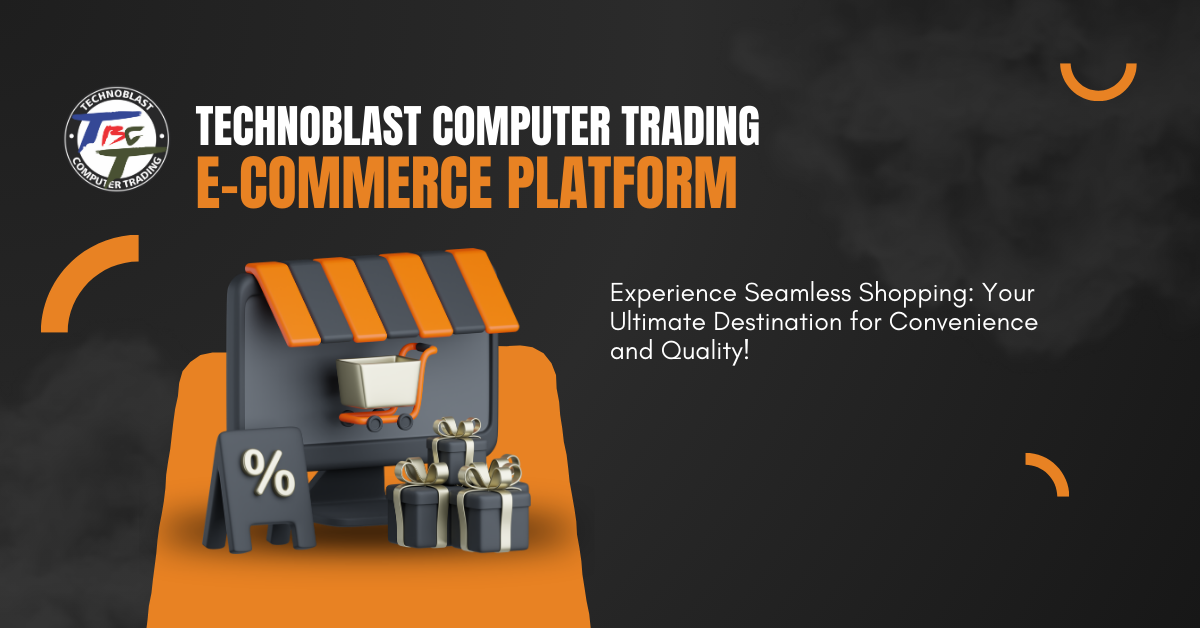 TECHNOBLAST
TBCT
COMPUTER TRADING
TECHNOBLAST COMPUTER TRADING
E-COMMERCE PLATFORM
Experience Seamless Shopping: Your
Ultimate Destination for Convenience
and Quality!
%